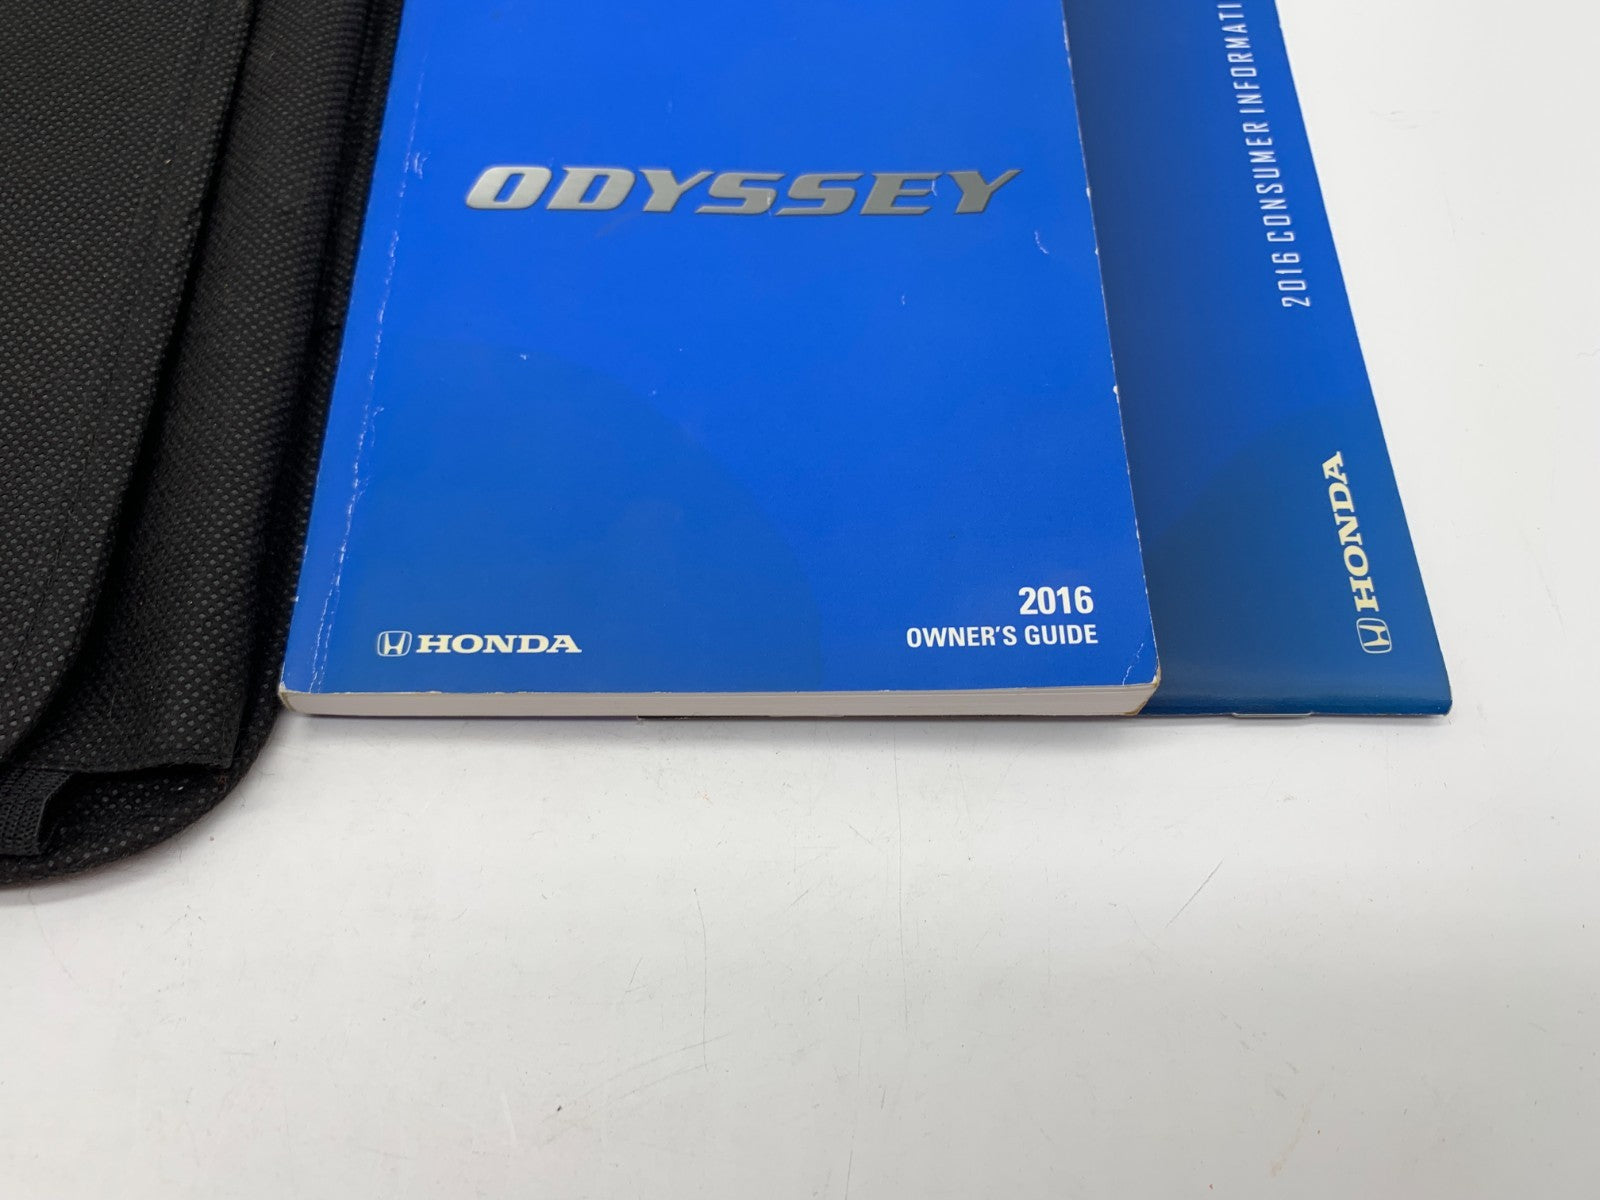 ODYSSEY
HONDA
2016
OWNER'S GUIDE
2016 CONSUMER INFORMATI
HONDA